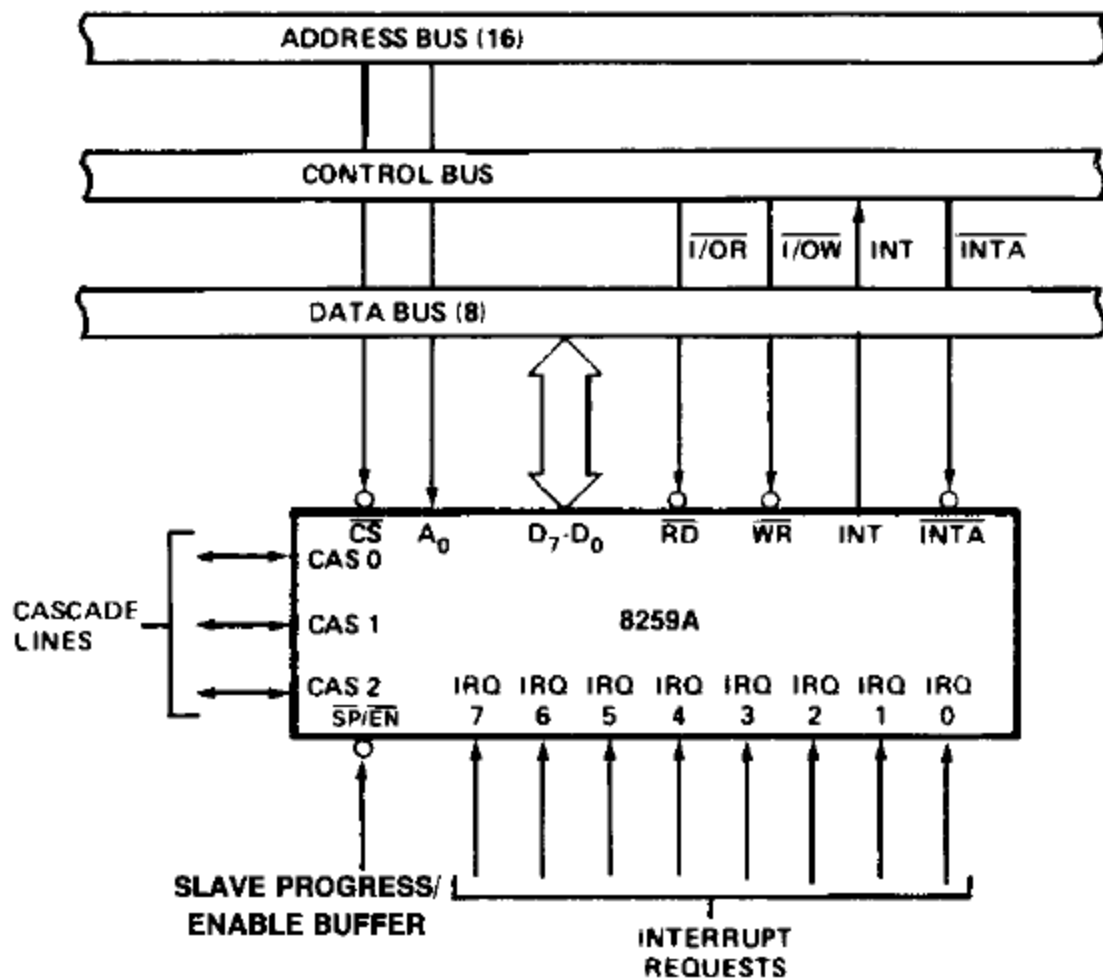 ADDRESS BUS (16)
CONTROL BUS
I/OR I/OW INT INTA
DATA BUS (8)
CS A0 D7-D0 RD WR INT INTA
CAS 0
CASCADE
LINES
CAS 1
8259A
CAS 2
SP/EN
IRQ IRQ IRQ IRQ IRQ IRQ IRQ IRQ
7 6 5 4 3 2 1 0
SLAVE PROGRESS/
ENABLE BUFFER
INTERRUPT
REQUESTS